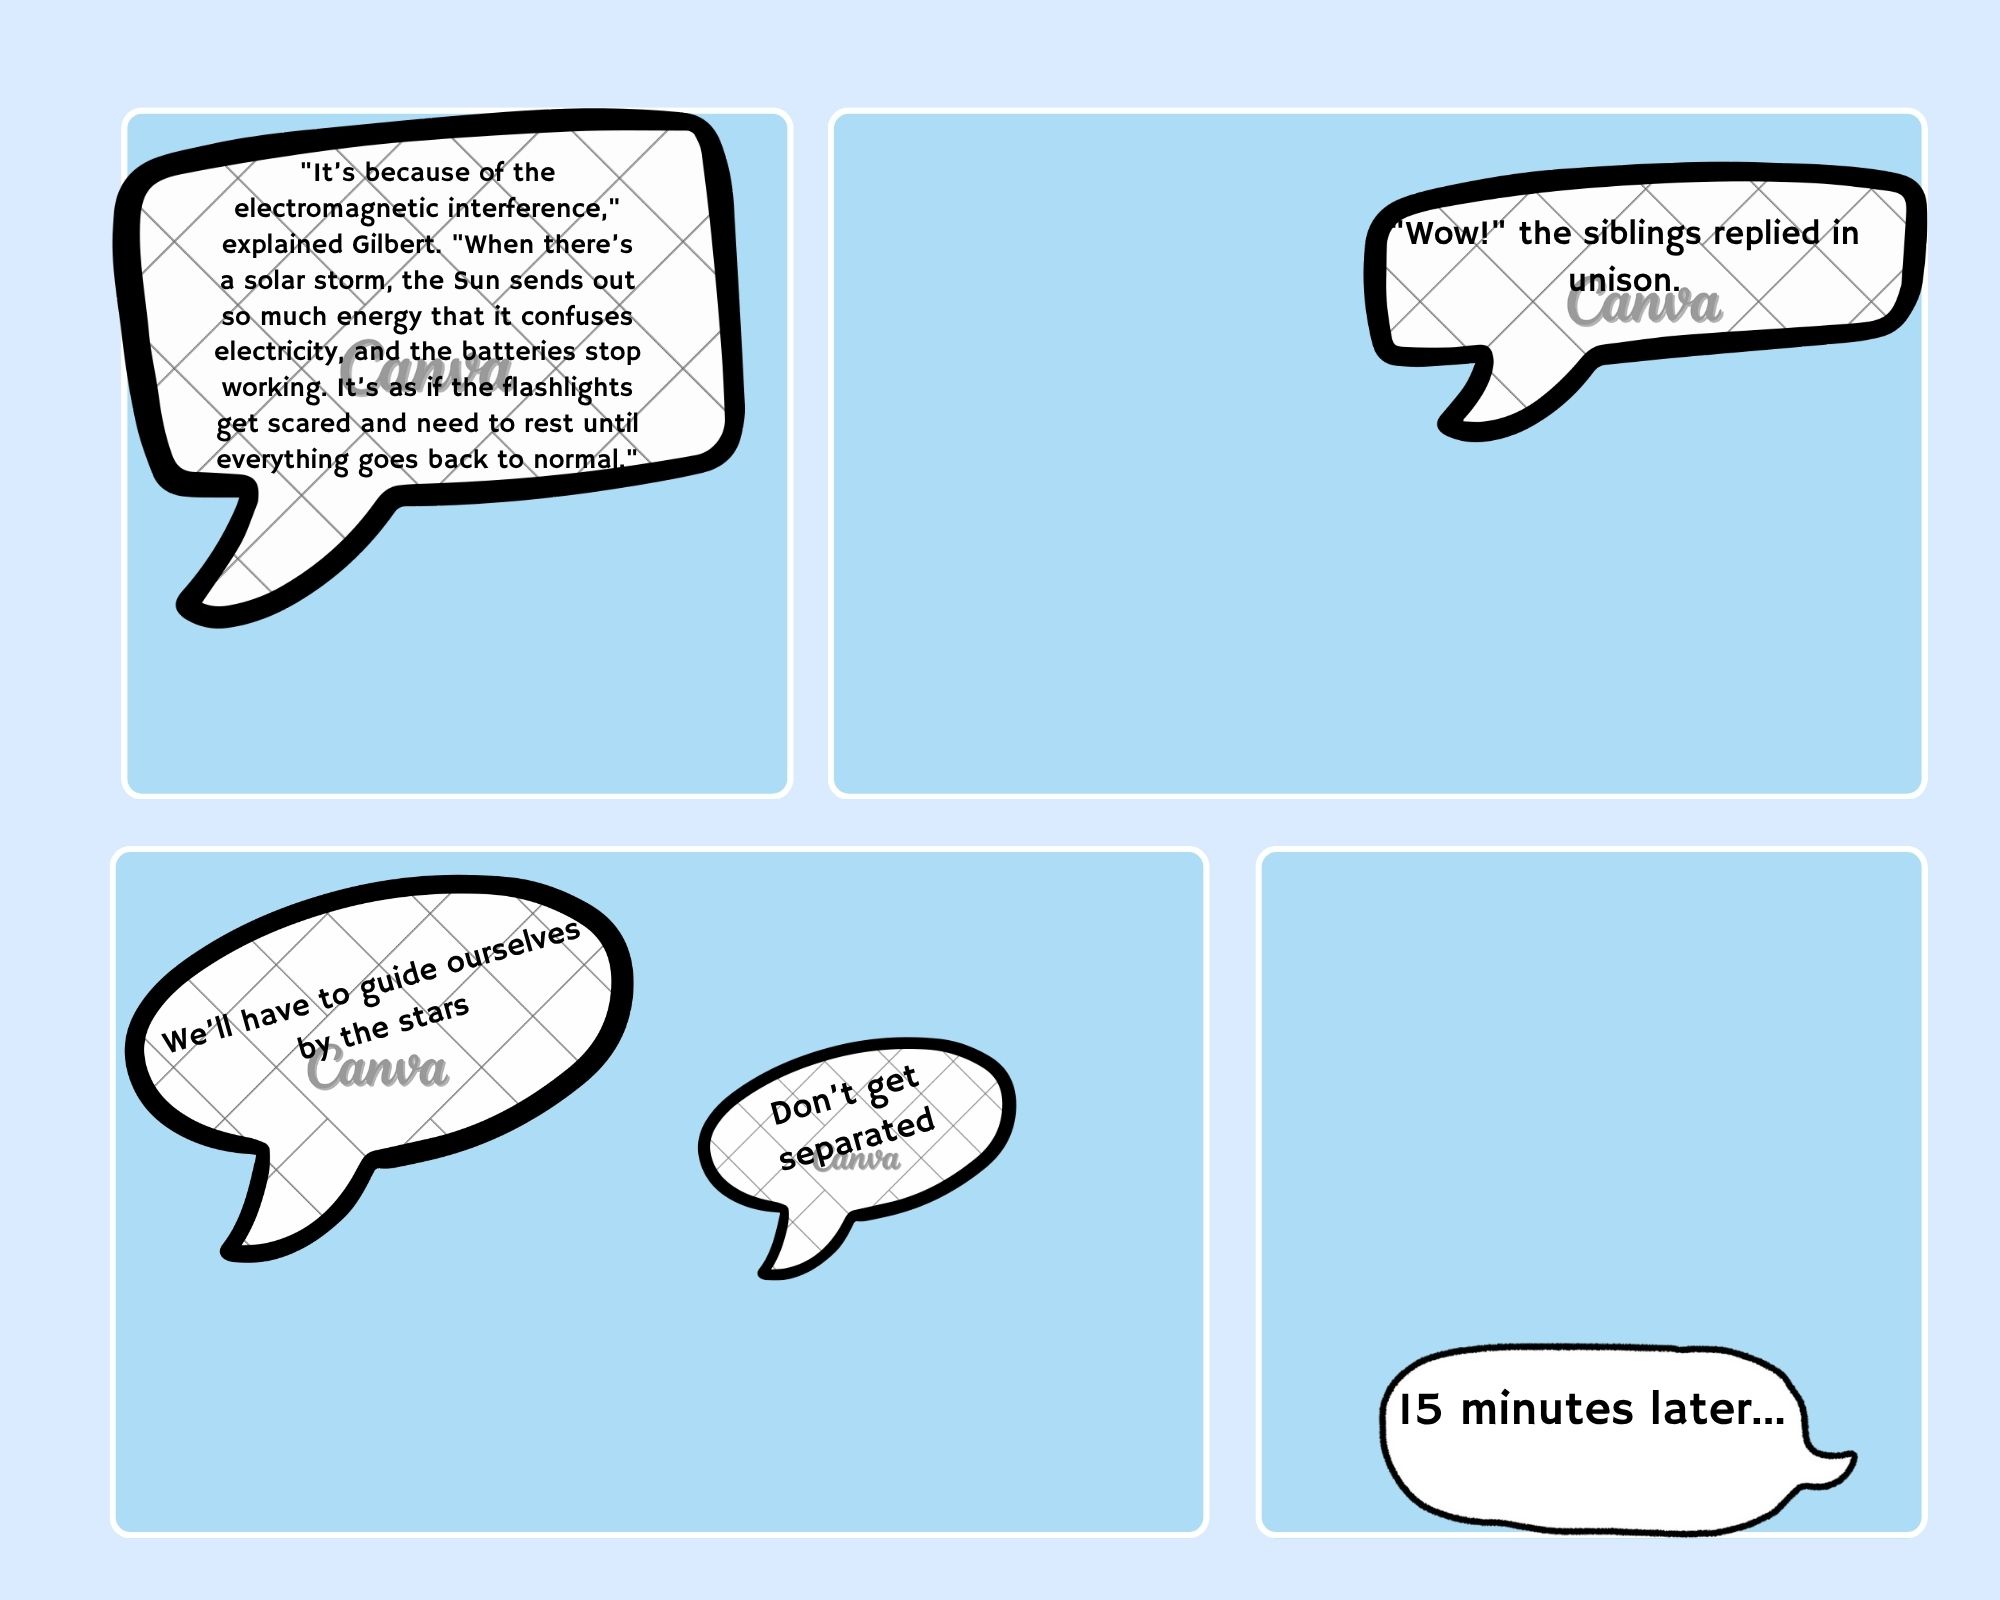 "It's because of the
electromagnetic interference,"
explained Gilbert. "When there's
a solar storm, the Sun sends out
so much energy that it confuses
electricity, and the batteries stop
working. It's as if the flashlights
get scared and need to rest until
everything goes back to normal."
Canva
"Wow!" the siblings replied in
unison.
Canva
We'll have to guide ourselves
by the stars
Canva
Don't get
separated
Canva
15 minutes later...